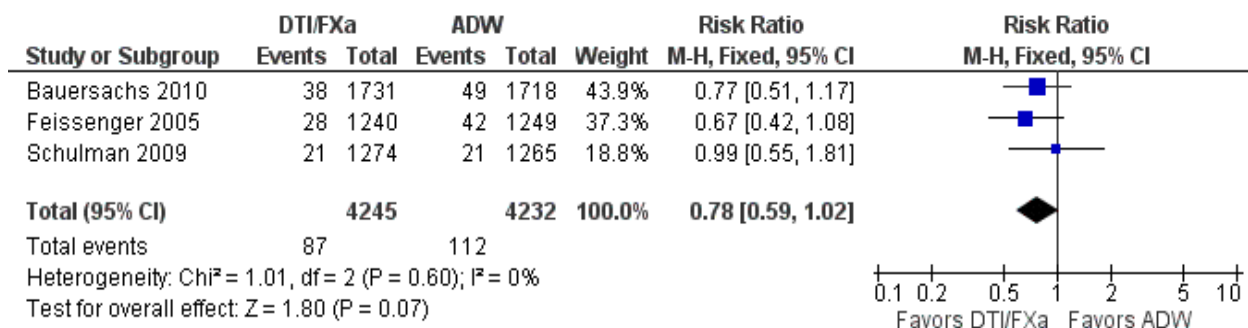 DTI/FXa ADW Risk Ratio Risk Ratio
Study or Subgroup Events Total Events Total Weight M-H, Fixed, 95% CI M-H, Fixed, 95% CI
Bauersachs 2010 38 1731 49 1718 43.9% 0.77 [0.51, 1.17]
Feissenger 2005 28 1240 42 1249 37.3% 0.67 [0.42, 1.08]
Schulman 2009 21 1274 21 1265 18.8% 0.99 [0.55, 1.81]
Total (95% CI) 4245 4232 100.0% 0.78 [0.59, 1.02]
Total events 87 112
Heterogeneity: Chi² = 1.01, df = 2 (P = 0.60); I² = 0%
Test for overall effect: Z = 1.80 (P = 0.07)
0.1 0.2 0.5 1 2 5 10
Favors DTI/FXa Favors ADW